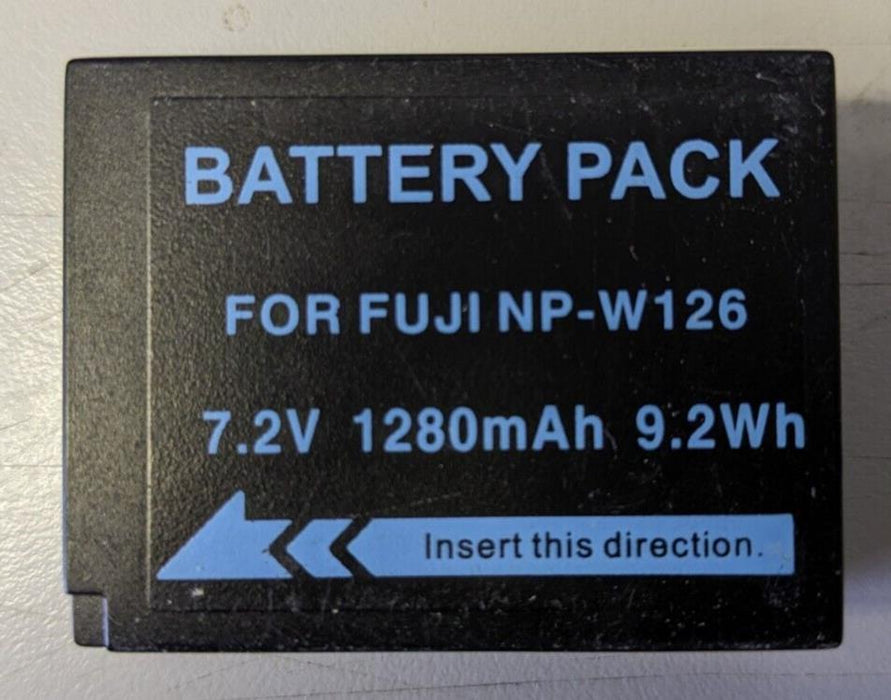 BATTERY PACK
FOR FUJI NP-W126
7.2V 1280mAh 9.2Wh
Insert this direction.